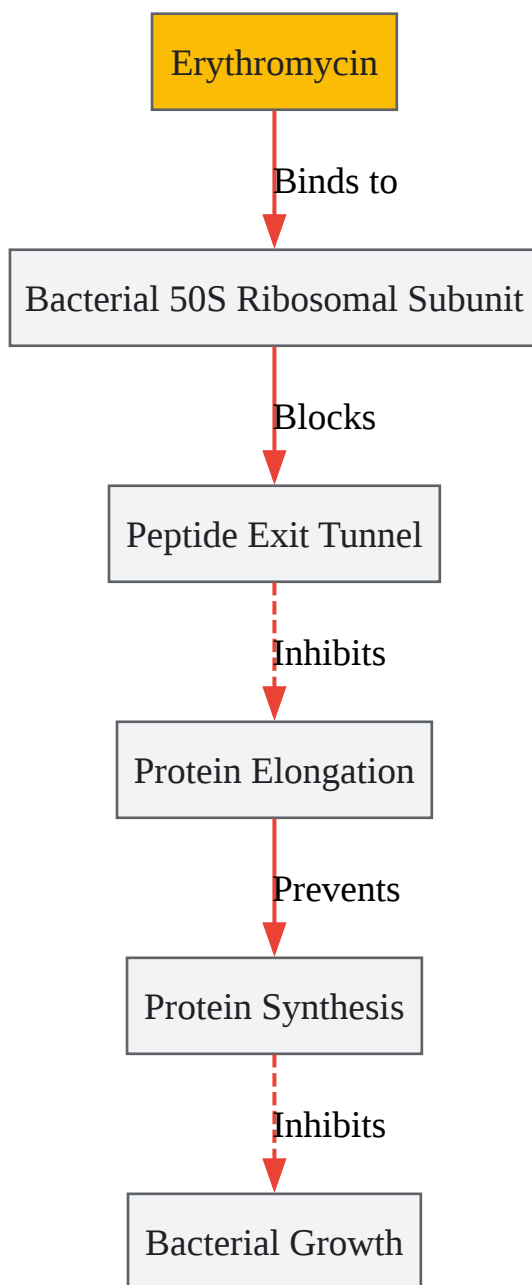 Erythromycin
Binds to
Bacterial 50S Ribosomal Subunit
Blocks
Peptide Exit Tunnel
Inhibits
Protein Elongation
Prevents
Protein Synthesis
Inhibits
Bacterial Growth